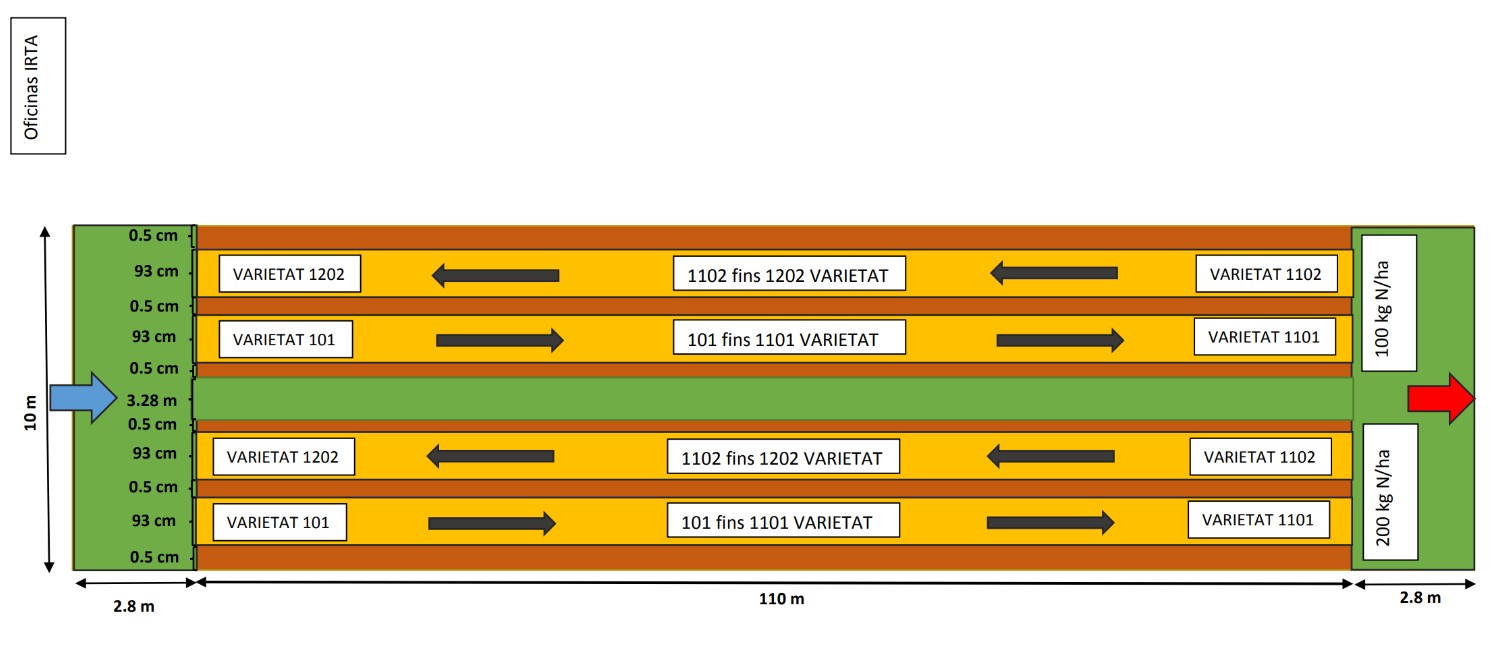 Oficinas IRTA
0.5 cm
93 cm
VARIETAT 1202
1102 fins 1202 VARIETAT
VARIETAT 1102
0.5 cm
93 cm
VARIETAT 101
101 fins 1101 VARIETAT
VARIETAT 1101
100 kg N/ha
0.5 cm
10 m
3.28 m
0.5 cm
93 cm
VARIETAT 1202
1102 fins 1202 VARIETAT
VARIETAT 1102
0.5 cm
93 cm
VARIETAT 101
101 fins 1101 VARIETAT
VARIETAT 1101
200 kg N/ha
0.5 cm
2.8 m
110 m
2.8 m